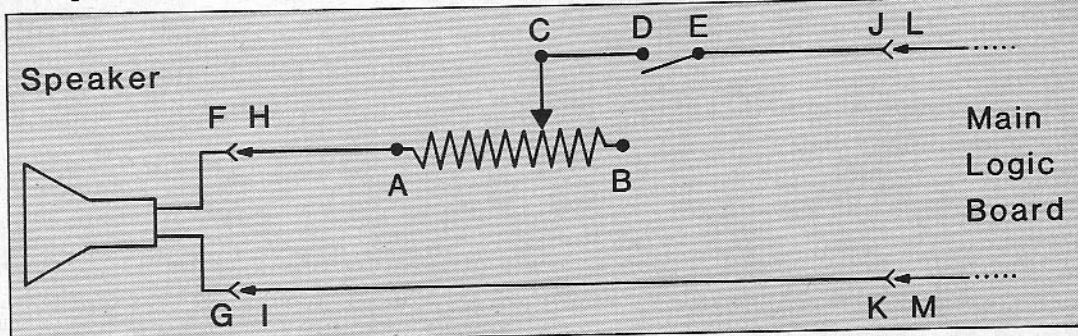 C D E J L
Speaker
F H
Main
A B
Logic
Board
G I K M